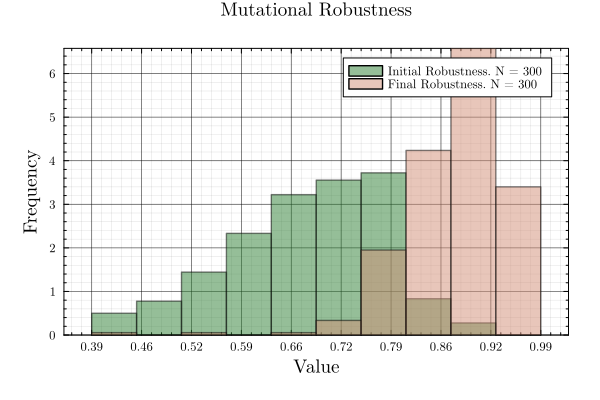 Mutational Robustness
Initial Robustness. N = 300
Final Robustness. N = 300
Frequency
6
5
4
3
2
1
0
0.39 0.46 0.52 0.59 0.66 0.72 0.79 0.86 0.92 0.99
Value